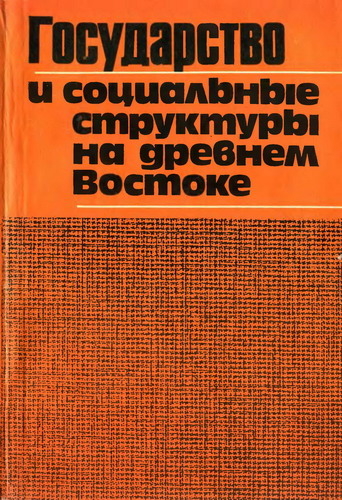 Государство
и социальные
структуры
на древнем
Востоке